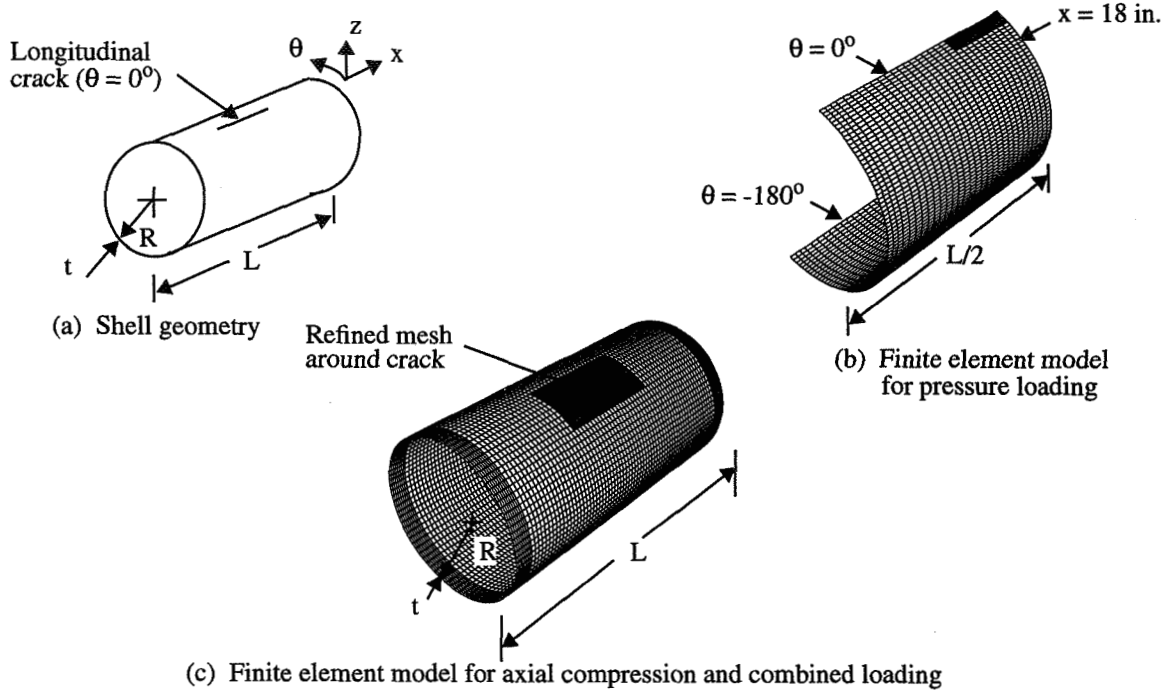 Longitudinal
crack (θ = 0°)
θ
z
x
R
t
L
(a) Shell geometry
θ = 0°
x = 18 in.
θ = -180°
L/2
(b) Finite element model
for pressure loading
Refined mesh
around crack
R
t
L
(c) Finite element model for axial compression and combined loading